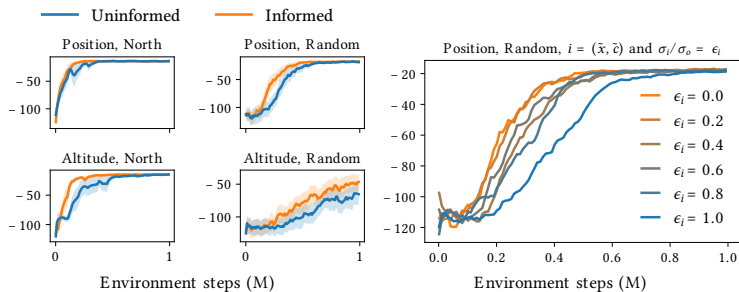 Uninformed Informed
Position, North
− 50
− 100
Position, Random
− 50
− 100
Altitude, North
− 50
− 100
0 1
Altitude, Random
− 50
− 100
0 1
Environment steps (M)
Position, Random, i = (x̃, c̃) and σᵢ/σₒ = ϵᵢ
− 20
− 40
− 60
− 80
− 100
− 120
ϵᵢ = 0.0
ϵᵢ = 0.2
ϵᵢ = 0.4
ϵᵢ = 0.6
ϵᵢ = 0.8
ϵᵢ = 1.0
0.0 0.2 0.4 0.6 0.8 1.0
Environment steps (M)